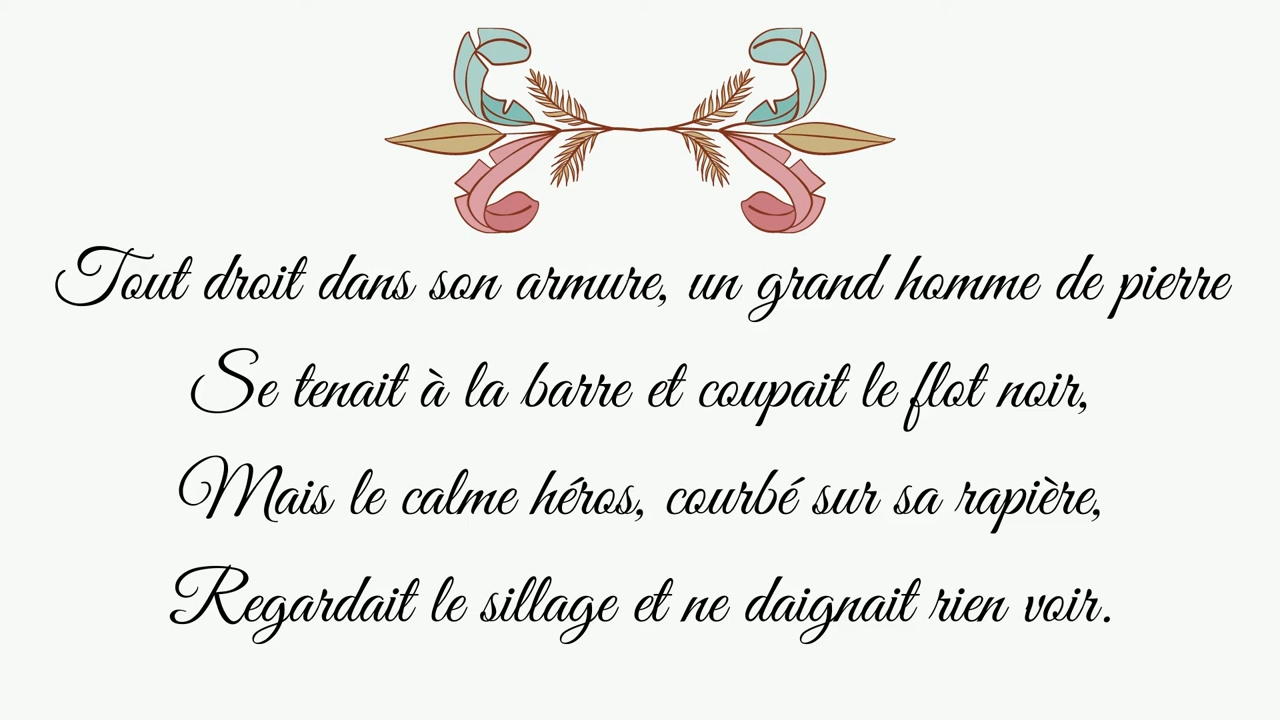 Tout droit dans son armure, un grand homme de pierre
Se tenait à la barre et coupait le flot noir,
Mais le calme héros, courbé sur sa rapière,
Regardait le sillage et ne daignait rien voir.